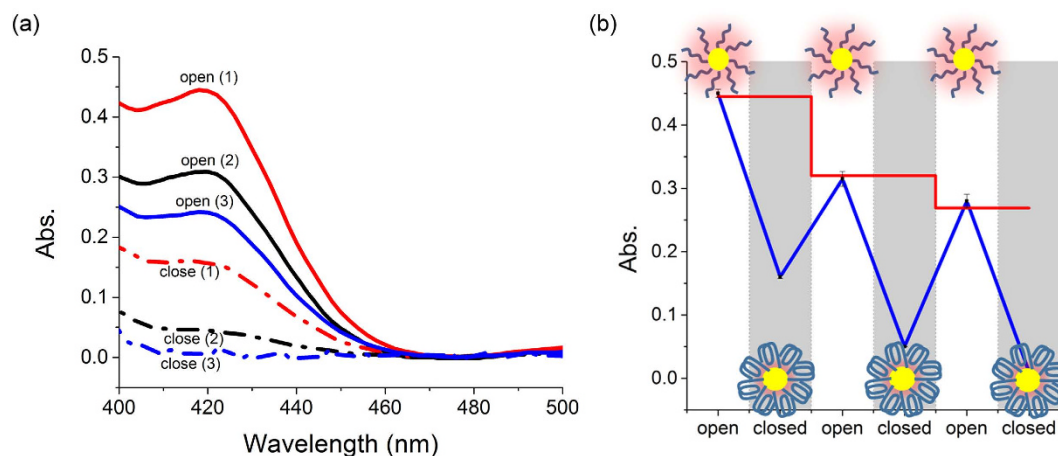 (a)
0.5
0.4
0.3
0.2
0.1
0.0
Abs.
open (1)
open (2)
open (3)
close (1)
close (2)
close (3)
400
420
440
460
480
500
Wavelength (nm)
(b)
0.5
0.4
0.3
0.2
0.1
0.0
Abs.
open closed open closed open closed